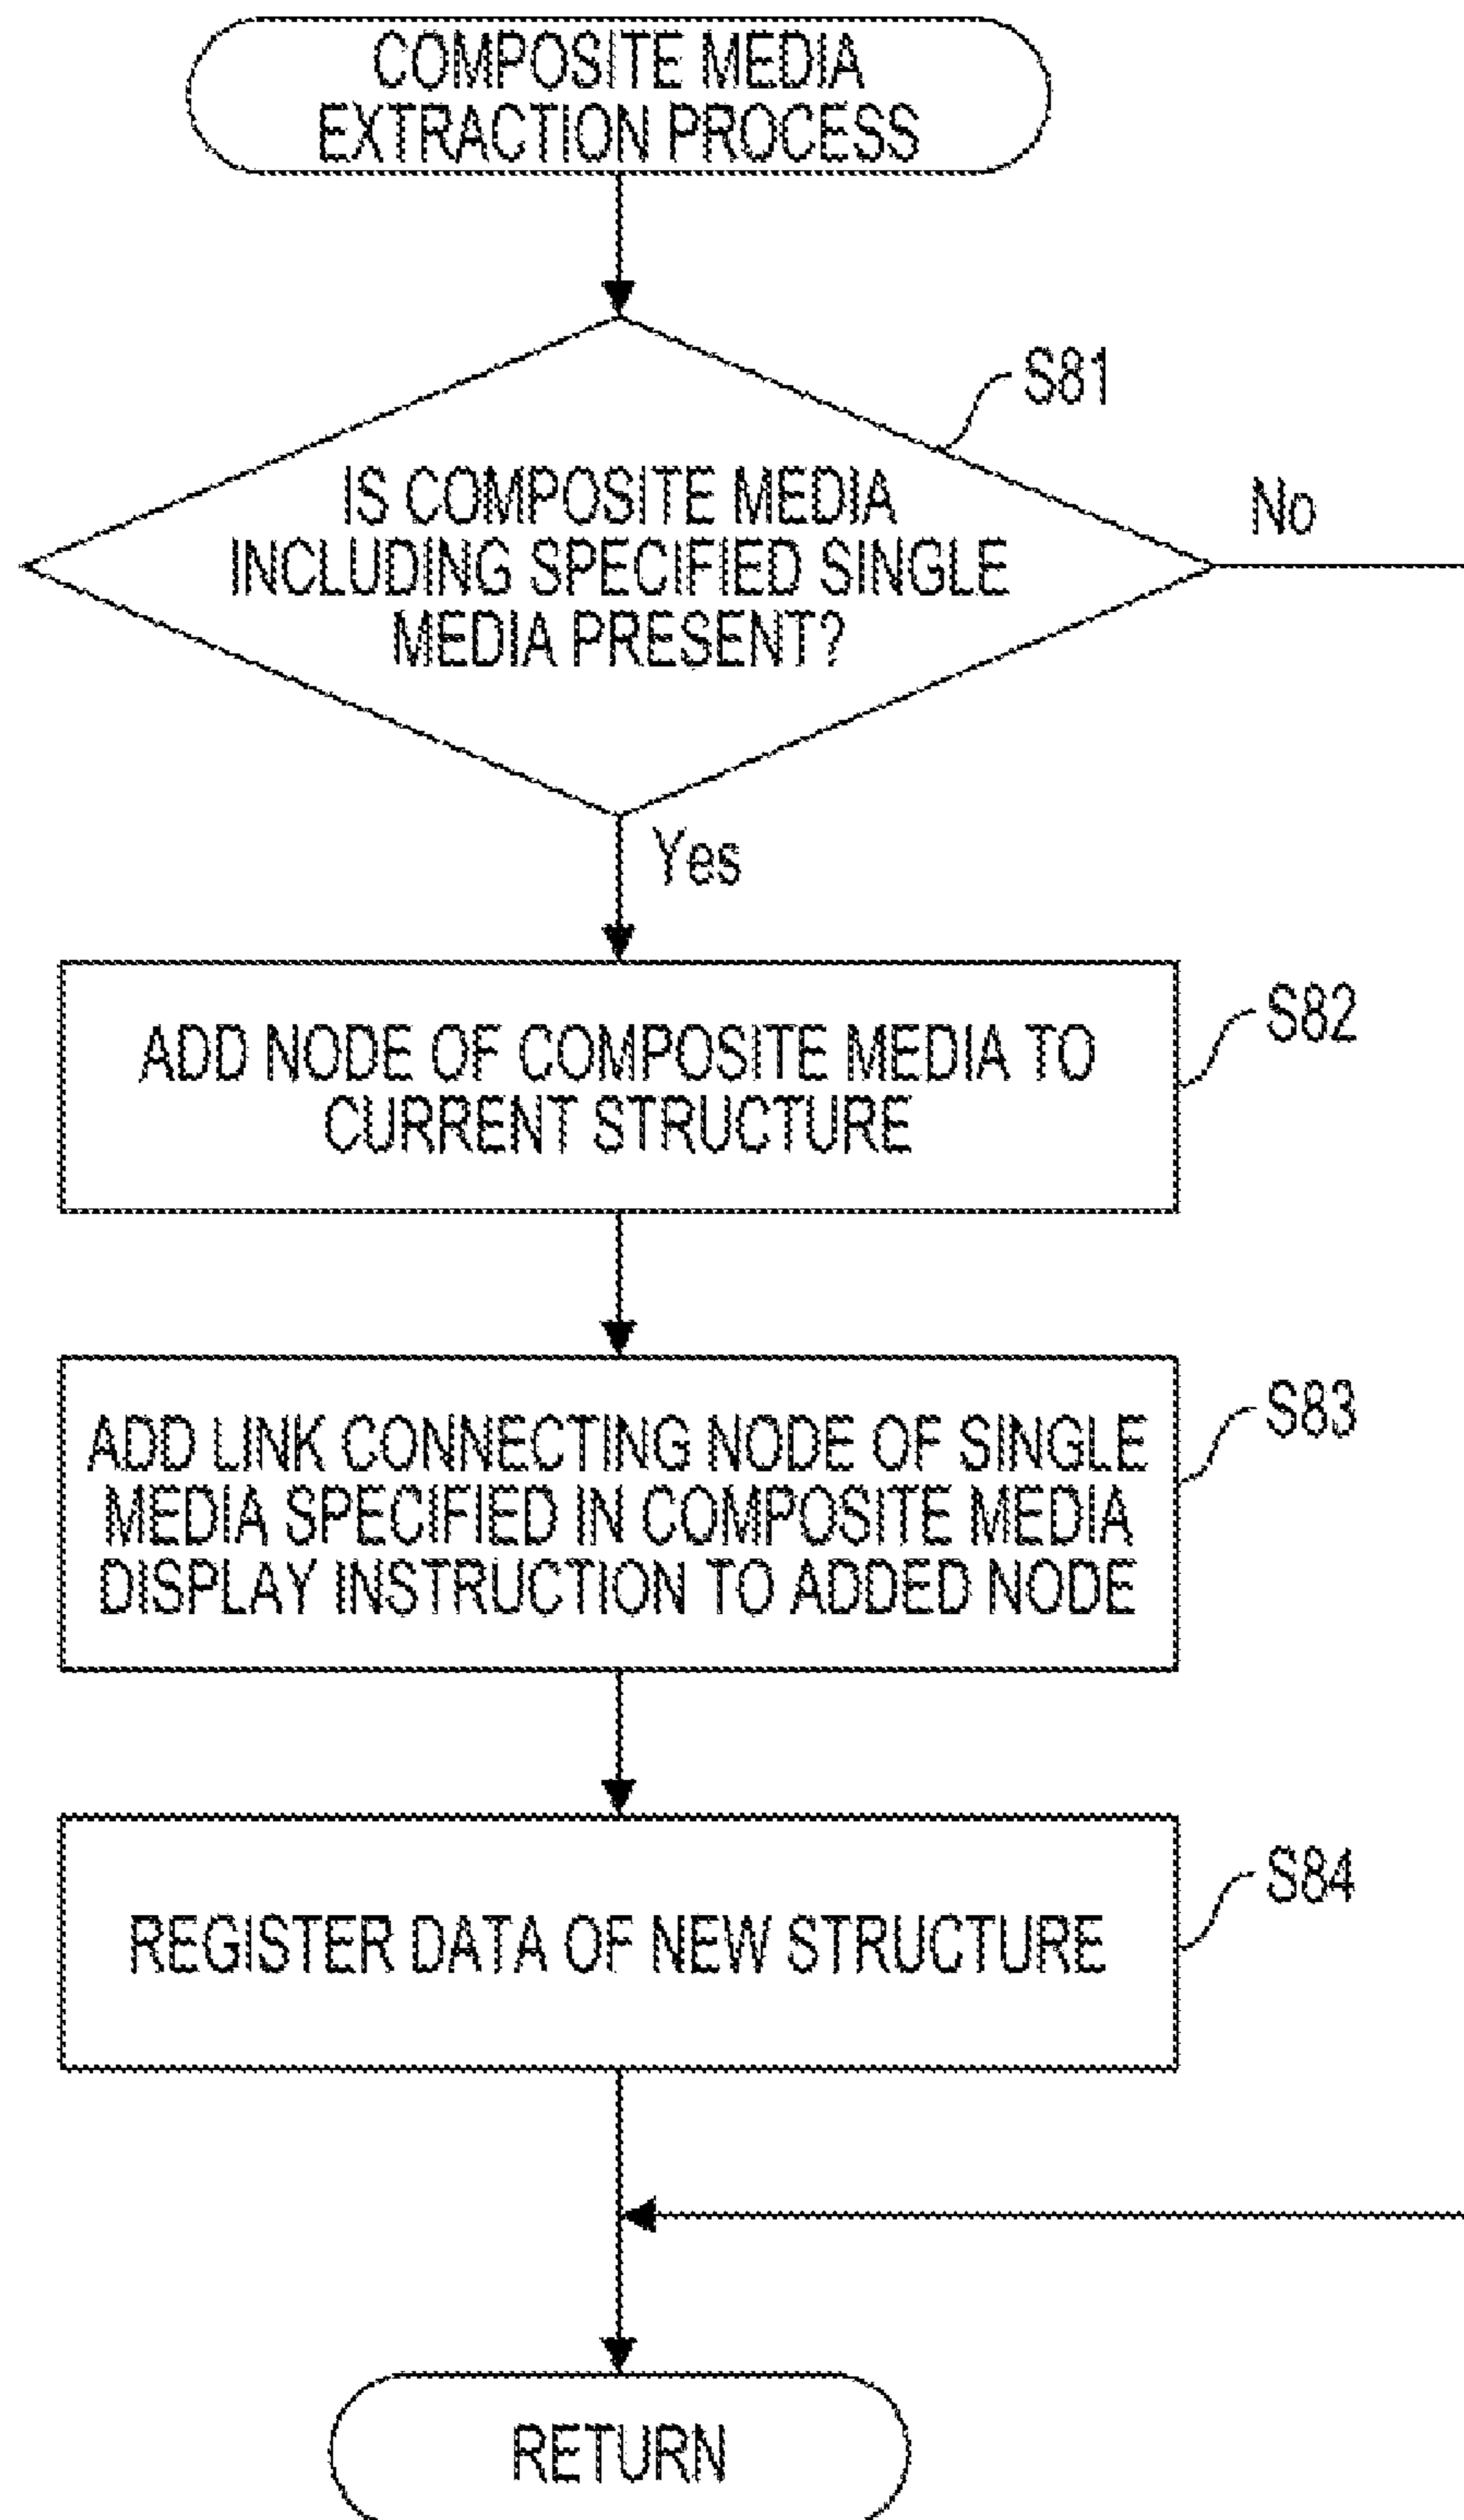 COMPOSITE MEDIA
EXTRACTION PROCESS
S81
IS COMPOSITE MEDIA
INCLUDING SPECIFIED SINGLE
MEDIA PRESENT?
No
Yes
S82
ADD NODE OF COMPOSITE MEDIA TO
CURRENT STRUCTURE
S83
ADD LINK CONNECTING NODE OF SINGLE
MEDIA SPECIFIED IN COMPOSITE MEDIA
DISPLAY INSTRUCTION TO ADDED NODE
S84
REGISTER DATA OF NEW STRUCTURE
RETURN